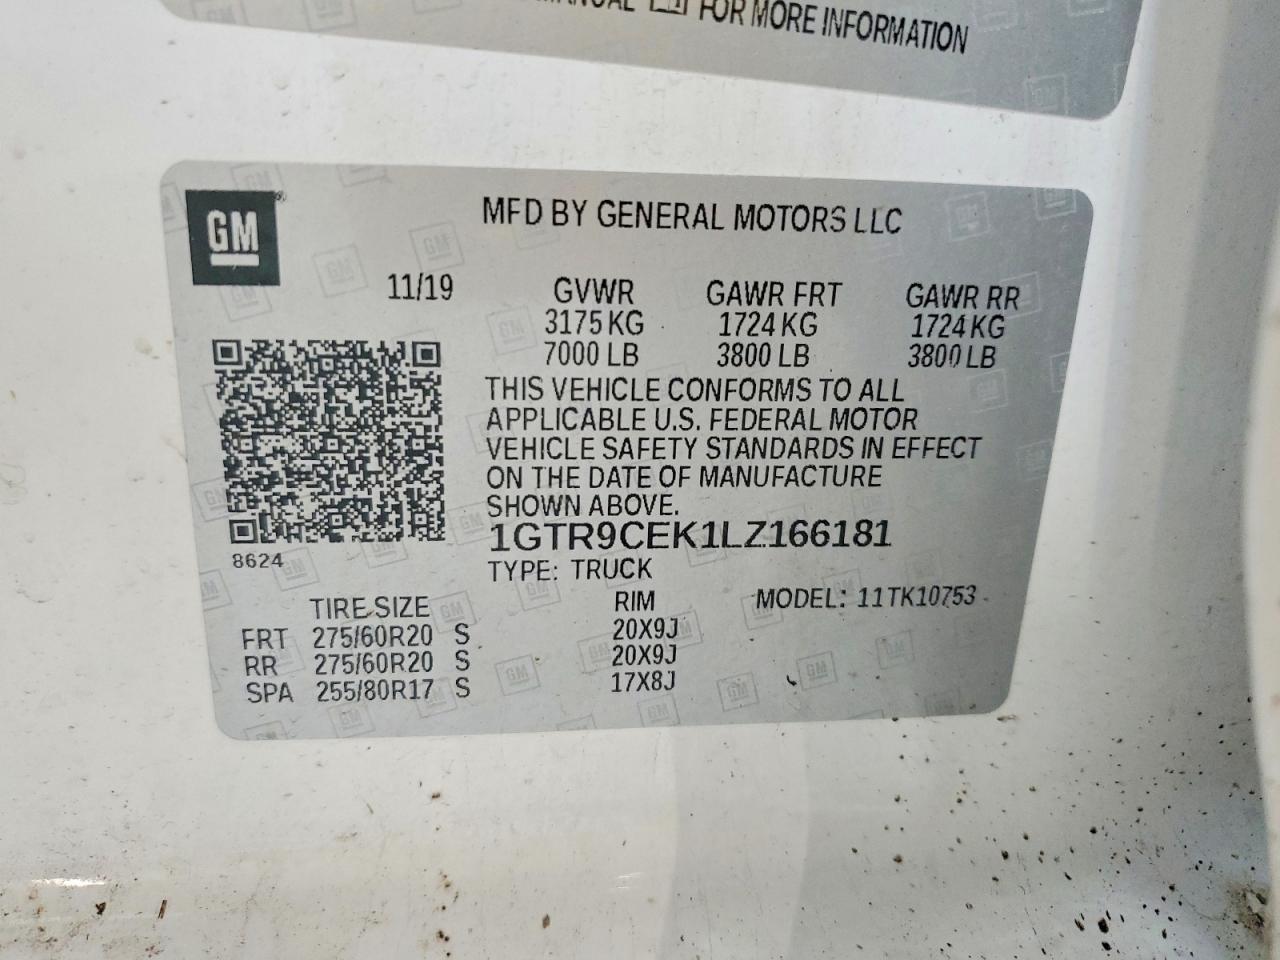 MANUAL FOR MORE INFORMATION
GM
MFD BY GENERAL MOTORS LLC
11/19
GVWR GAWR FRT GAWR RR
3175 KG 1724 KG 1724 KG
7000 LB 3800 LB 3800 LB
THIS VEHICLE CONFORMS TO ALL
APPLICABLE U.S. FEDERAL MOTOR
VEHICLE SAFETY STANDARDS IN EFFECT
ON THE DATE OF MANUFACTURE
SHOWN ABOVE.
1GTR9CEK1LZ166181
8624
TYPE: TRUCK
TIRE SIZE RIM MODEL: 11TK10753
FRT 275/60R20 S 20X9J
RR 275/60R20 S 20X9J
SPA 255/80R17 S 17X8J